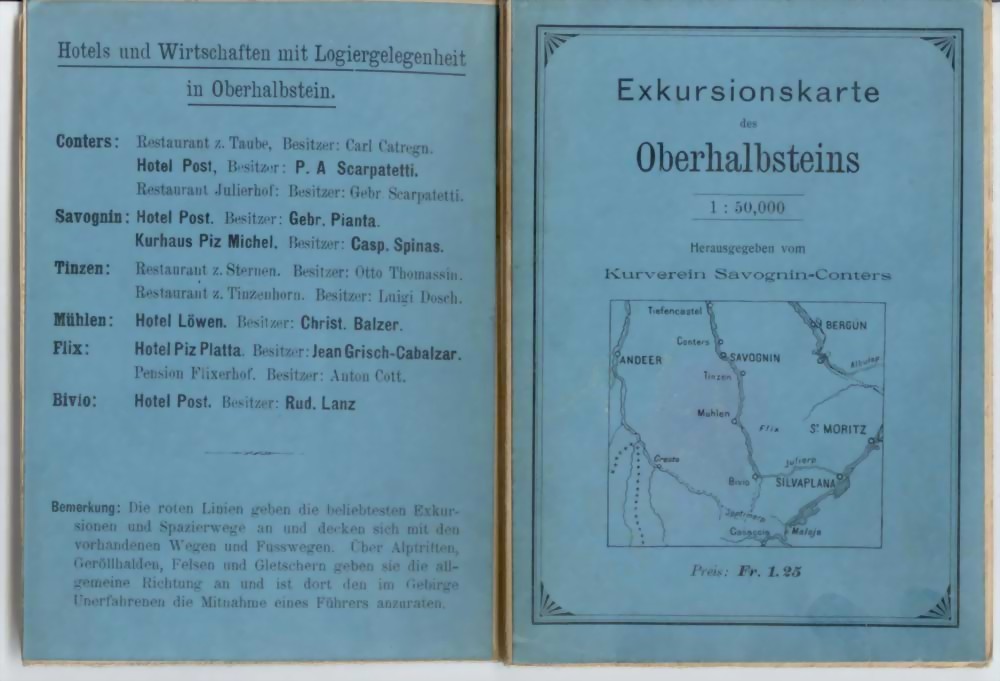 Hotels und Wirtschaften mit Logiergelegenheit
in Oberhalbstein.
Conters: Restaurant z. Taube, Besitzer: Carl Catregn.
Hotel Post, Besitzer: P. A Scarpatetti.
Restaurant Julierhof: Besitzer: Gebr Scarpatetti.
Savognin: Hotel Post. Besitzer: Gebr. Pianta.
Kurhaus Piz Michel. Besitzer: Casp. Spinas.
Tinzen: Restaurant z. Sternen. Besitzer: Otto Thomassin.
Restaurant z. Tinzenhorn. Besitzer: Luigi Dosch.
Mühlen: Hotel Löwen. Besitzer: Christ. Balzer.
Flix: Hotel Piz Platta. Besitzer: Jean Grisch-Cabalzar.
Pension Flixerhof. Besitzer: Anton Cott.
Bivio: Hotel Post. Besitzer: Rud. Lanz
Bemerkung: Die roten Linien geben die beliebtesten Exkur-
sionen und Spazierwege an und decken sich mit den
vorhandenen Wegen und Fusswegen. Über Alptriften,
Geröllhalden, Felsen und Gletschern geben sie die all-
gemeine Richtung an und ist dort den im Gebirge
Unerfahrenen die Mitnahme eines Führers anzuraten.
Exkursionskarte
des
Oberhalbsteins
1 : 50,000
Herausgegeben vom
Kurverein Savognin-Conters
Tiefencastel
BERGÜN
Conters
ANDEER
SAVOGNIN
Albulap
Tinzen
Muhlen
Flix
St MORITZ
Cresta
Julierp
Bivio
SILVAPLANA
Septimerp
Casaccia
Maloja
Preis: Fr. 1.25